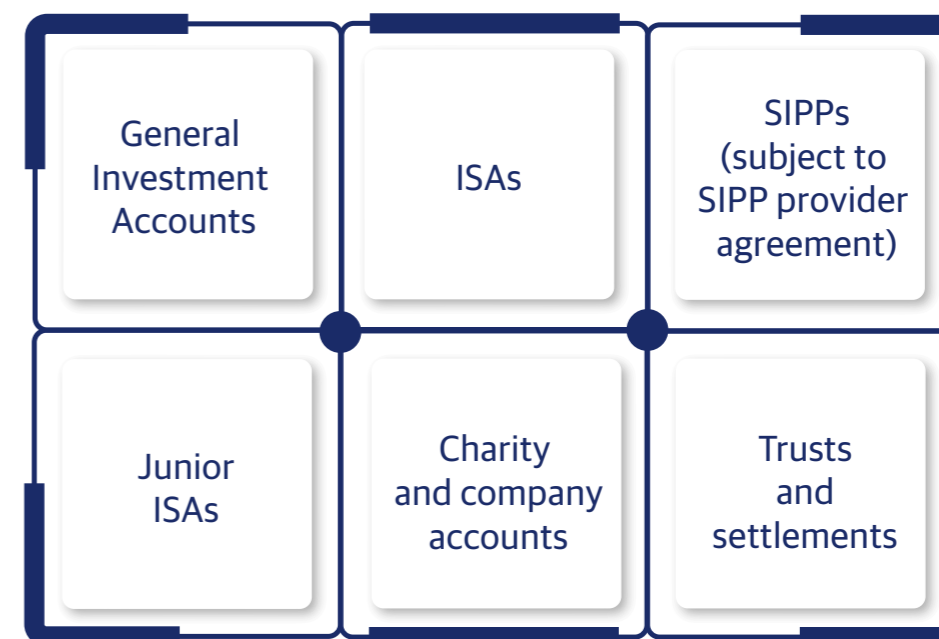 General
Investment
Accounts
ISAs
SIPPs
(subject to
SIPP provider
agreement)
Junior
ISAs
Charity
and company
accounts
Trusts
and
settlements